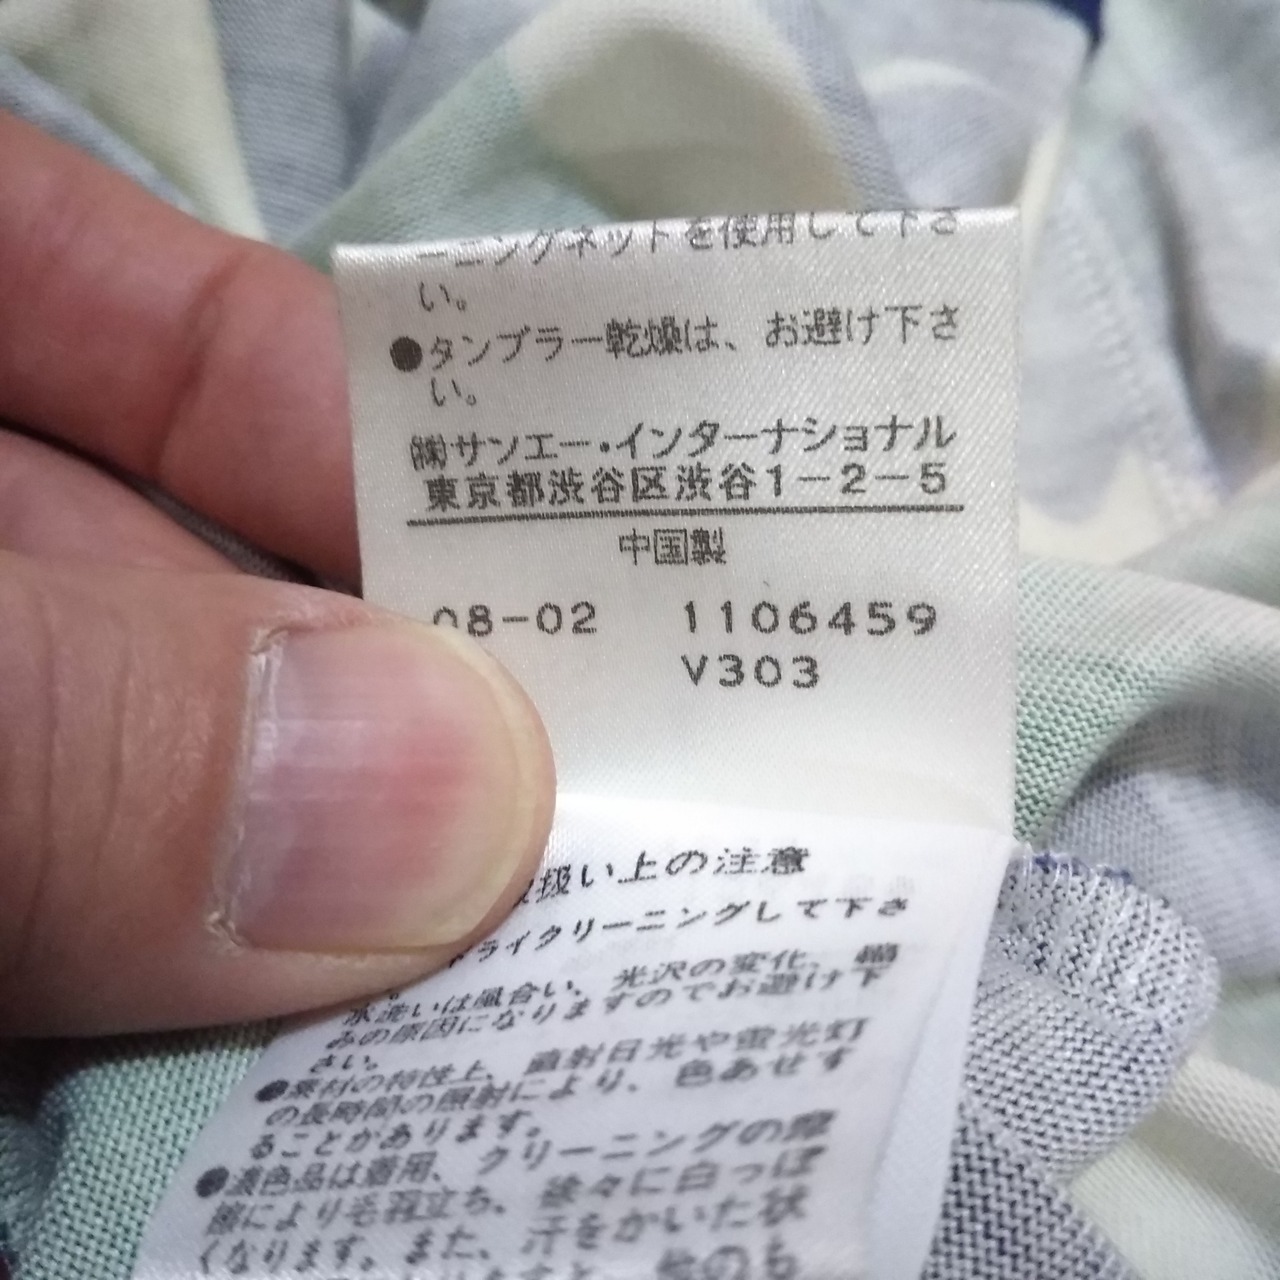 ーニングネットを使用して下さ
い。
●タンブラー乾燥は、お避け下さ
い。
㈱サンエー・インターナショナル
東京都渋谷区渋谷1-2-5
中国製
08-02 1106459
V303
取扱い上の注意
ドライクリーニングして下さ
水洗いは風合い、光沢の変化、縮
みの原因になりますのでお避け下
さい。
●素材の特性上、直射日光や蛍光灯
の長時間の照射により、色あせす
ることがあります。
●濃色品は着用、クリーニングの摩
擦により毛羽立ち、徐々に白っぽ
くなります。また、汗をかいた状